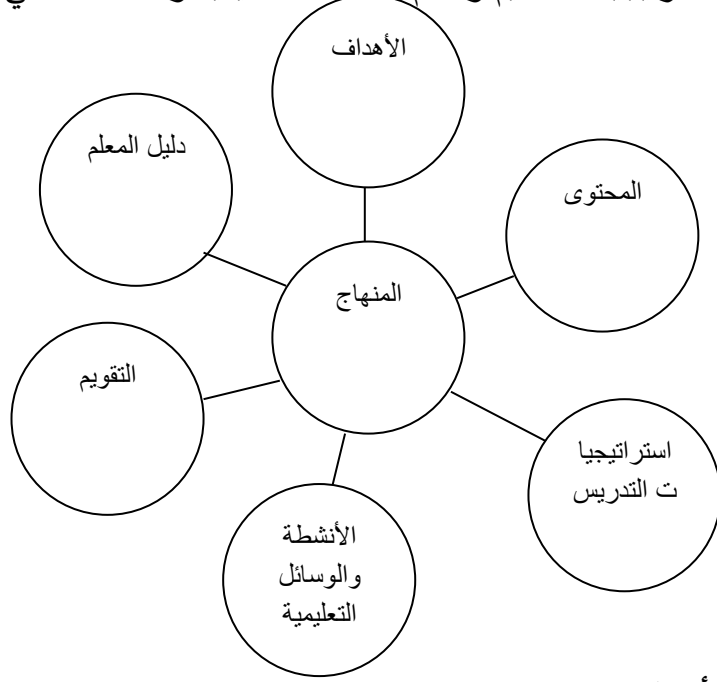 الأهداف
دليل المعلم
المحتوى
المنهاج
التقويم
استراتيجيا
ت التدريس
الأنشطة
والوسائل
التعليمية